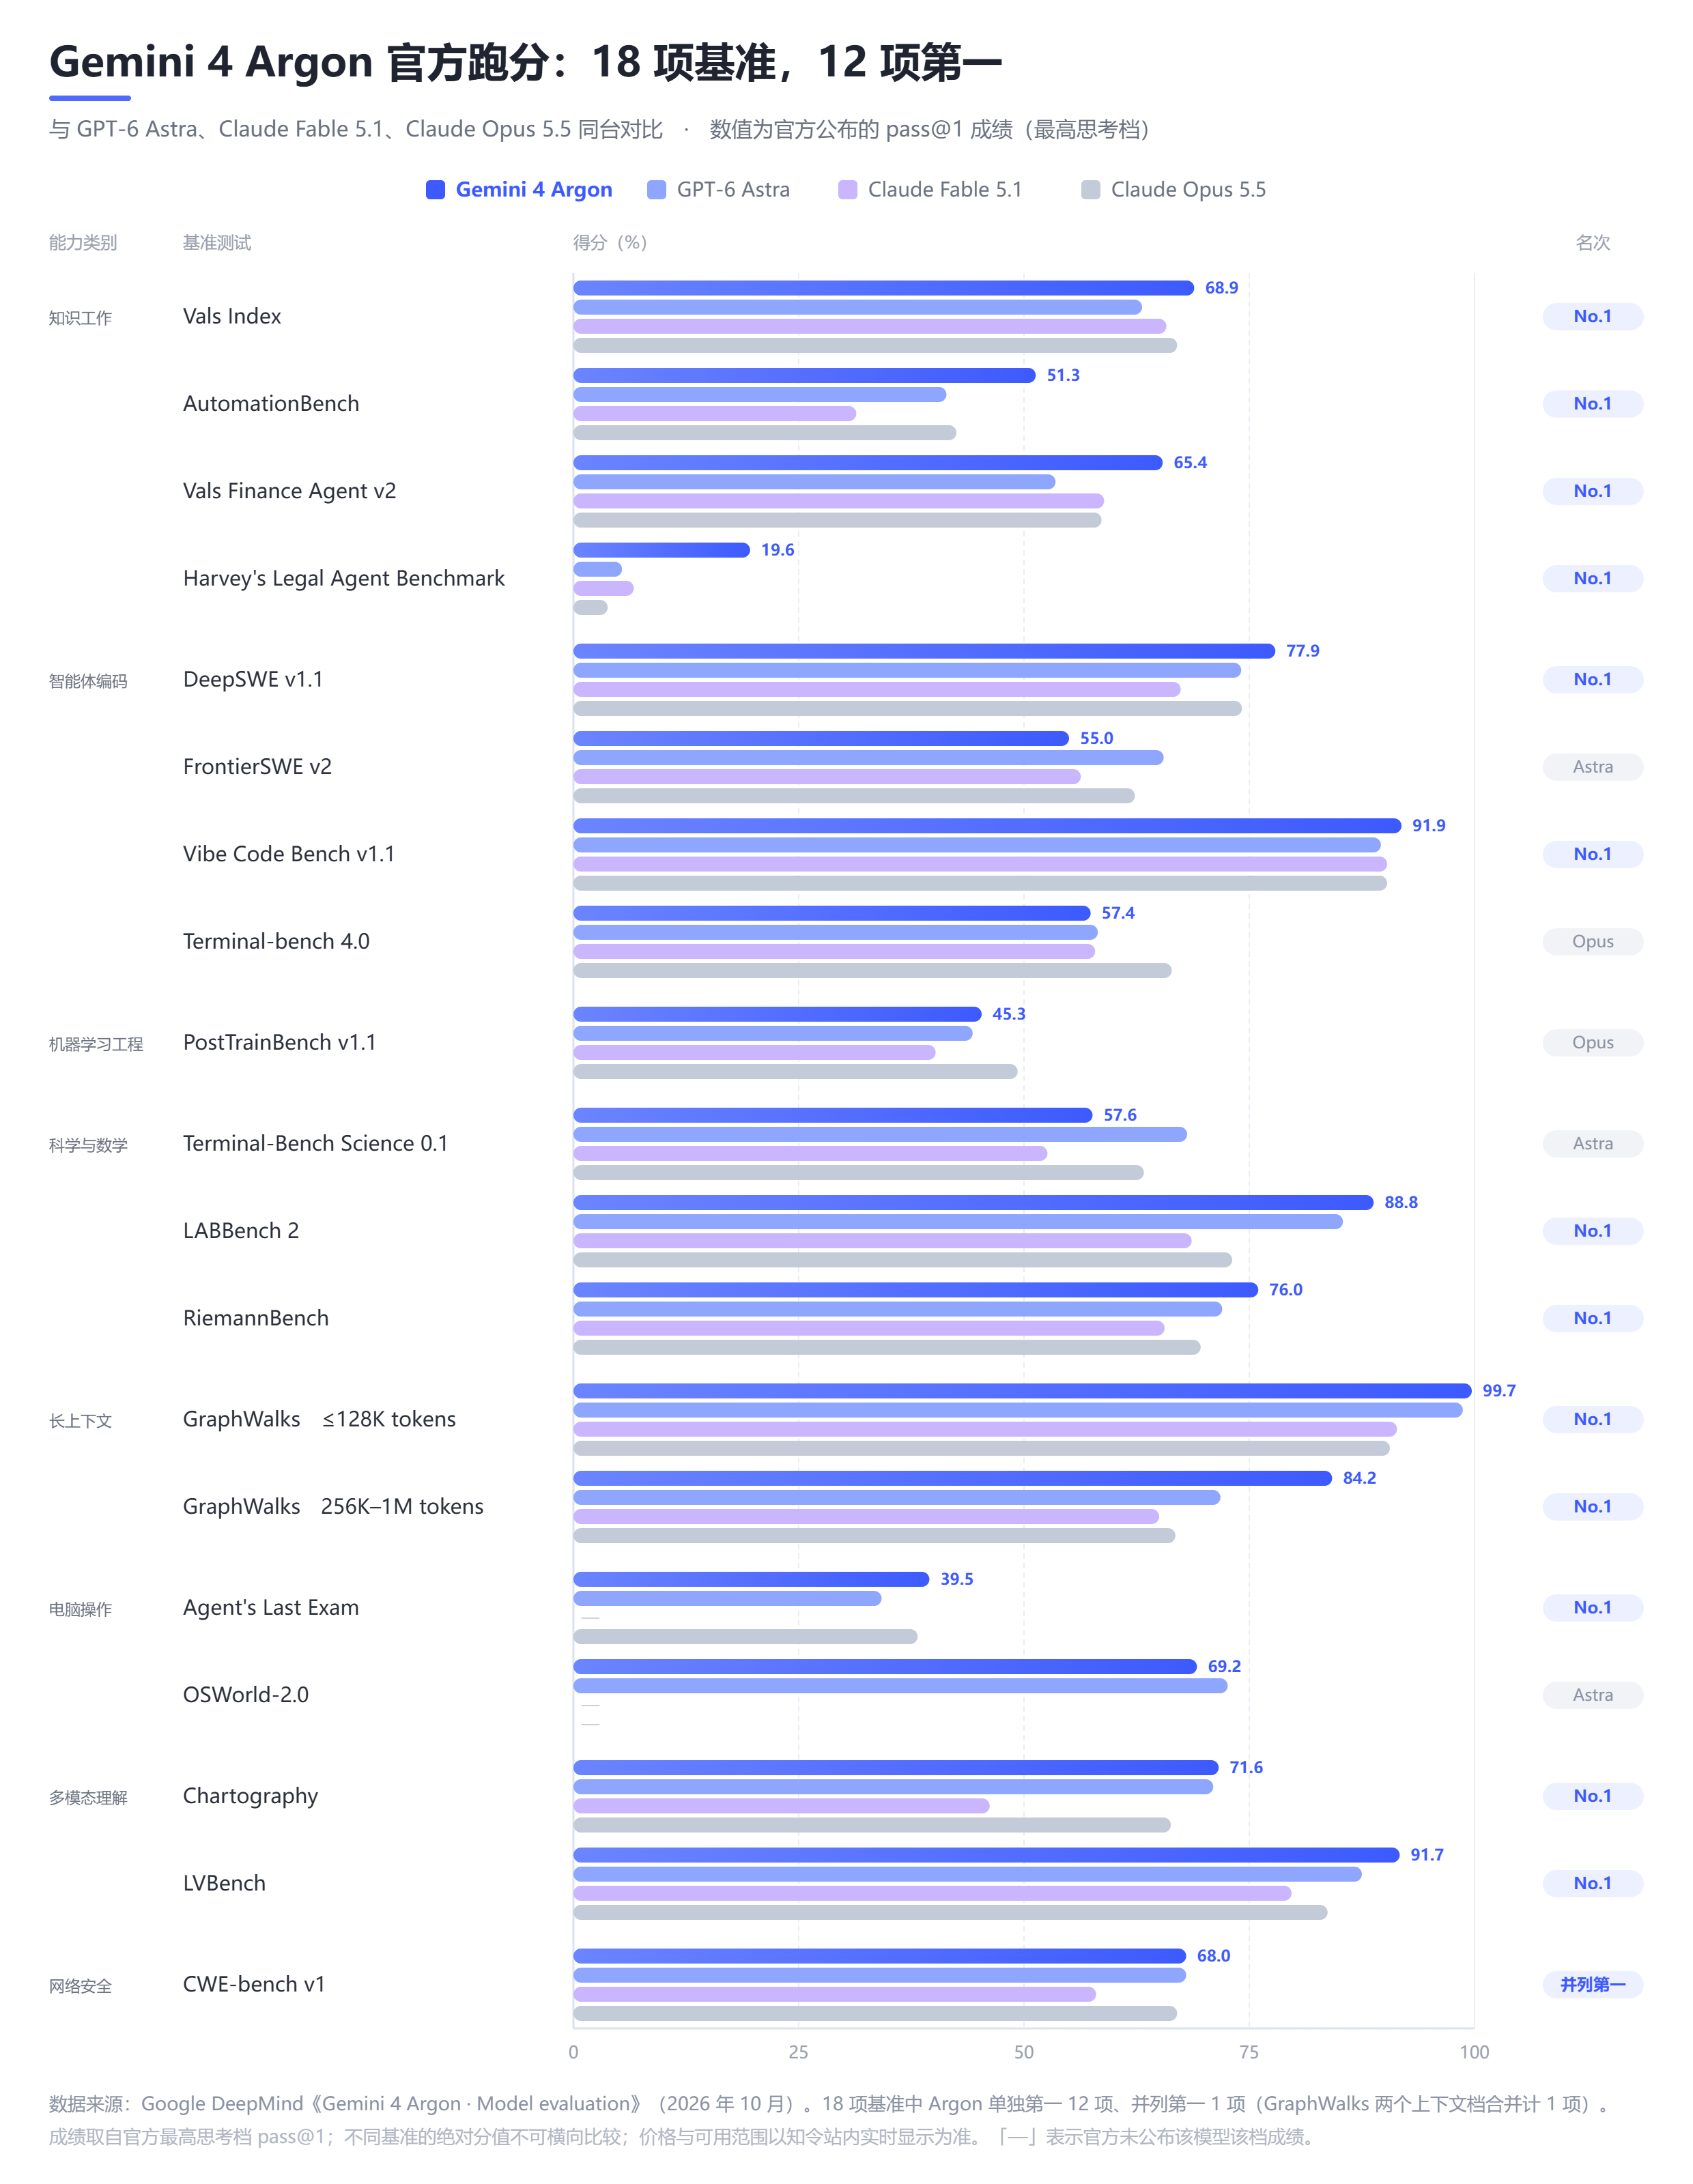 Gemini 4 Argon 官方跑分：18 项基准，12 项第一
与 GPT-6 Astra、Claude Fable 5.1、Claude Opus 5.5 同台对比 · 数值为官方公布的 pass@1 成绩（最高思考档）
Gemini 4 Argon GPT-6 Astra Claude Fable 5.1 Claude Opus 5.5
能力类别 基准测试 得分（%） 名次
68.9
知识工作 Vals Index No.1
51.3
AutomationBench No.1
65.4
Vals Finance Agent v2 No.1
19.6
Harvey's Legal Agent Benchmark No.1
77.9
智能体编码 DeepSWE v1.1 No.1
55.0
FrontierSWE v2 Astra
91.9
Vibe Code Bench v1.1 No.1
57.4
Terminal-bench 4.0 Opus
45.3
机器学习工程 PostTrainBench v1.1 Opus
57.6
科学与数学 Terminal-Bench Science 0.1 Astra
88.8
LABBench 2 No.1
76.0
RiemannBench No.1
99.7
长上下文 GraphWalks ≤128K tokens No.1
84.2
GraphWalks 256K–1M tokens No.1
39.5
电脑操作 Agent's Last Exam No.1
—
69.2
OSWorld-2.0 Astra
—
—
71.6
多模态理解 Chartography No.1
91.7
LVBench No.1
68.0
网络安全 CWE-bench v1 并列第一
0 25 50 75 100
数据来源：Google DeepMind《Gemini 4 Argon · Model evaluation》（2026 年 10 月）。18 项基准中 Argon 单独第一 12 项、并列第一 1 项（GraphWalks 两个上下文档合并计 1 项）。
成绩取自官方最高思考档 pass@1；不同基准的绝对分值不可横向比较；价格与可用范围以知令站内实时显示为准。「—」表示官方未公布该模型该档成绩。